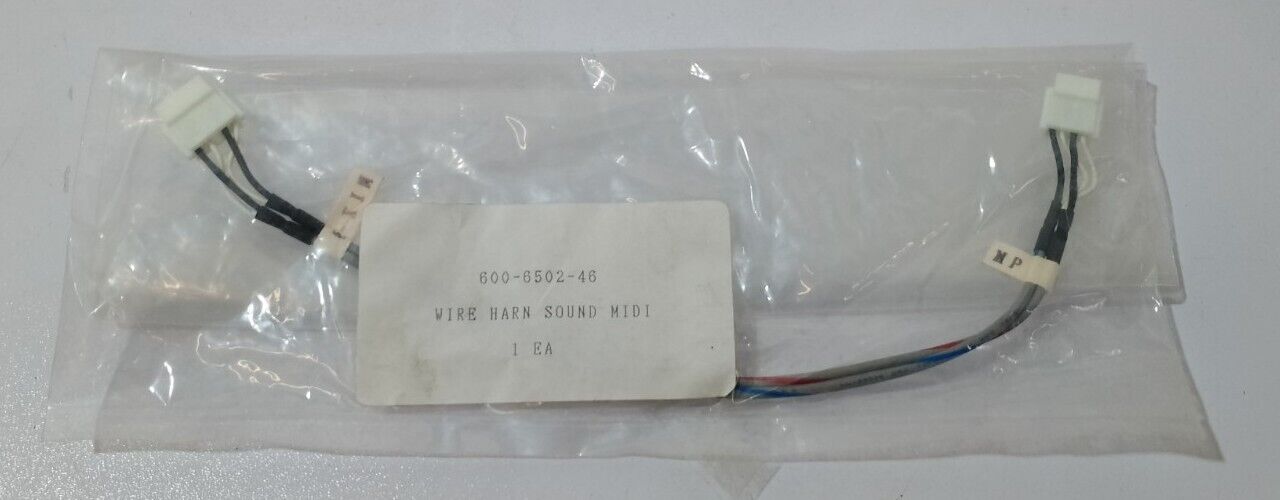 600-6502-46
WIRE HARN SOUND MIDI
1 EA
MP